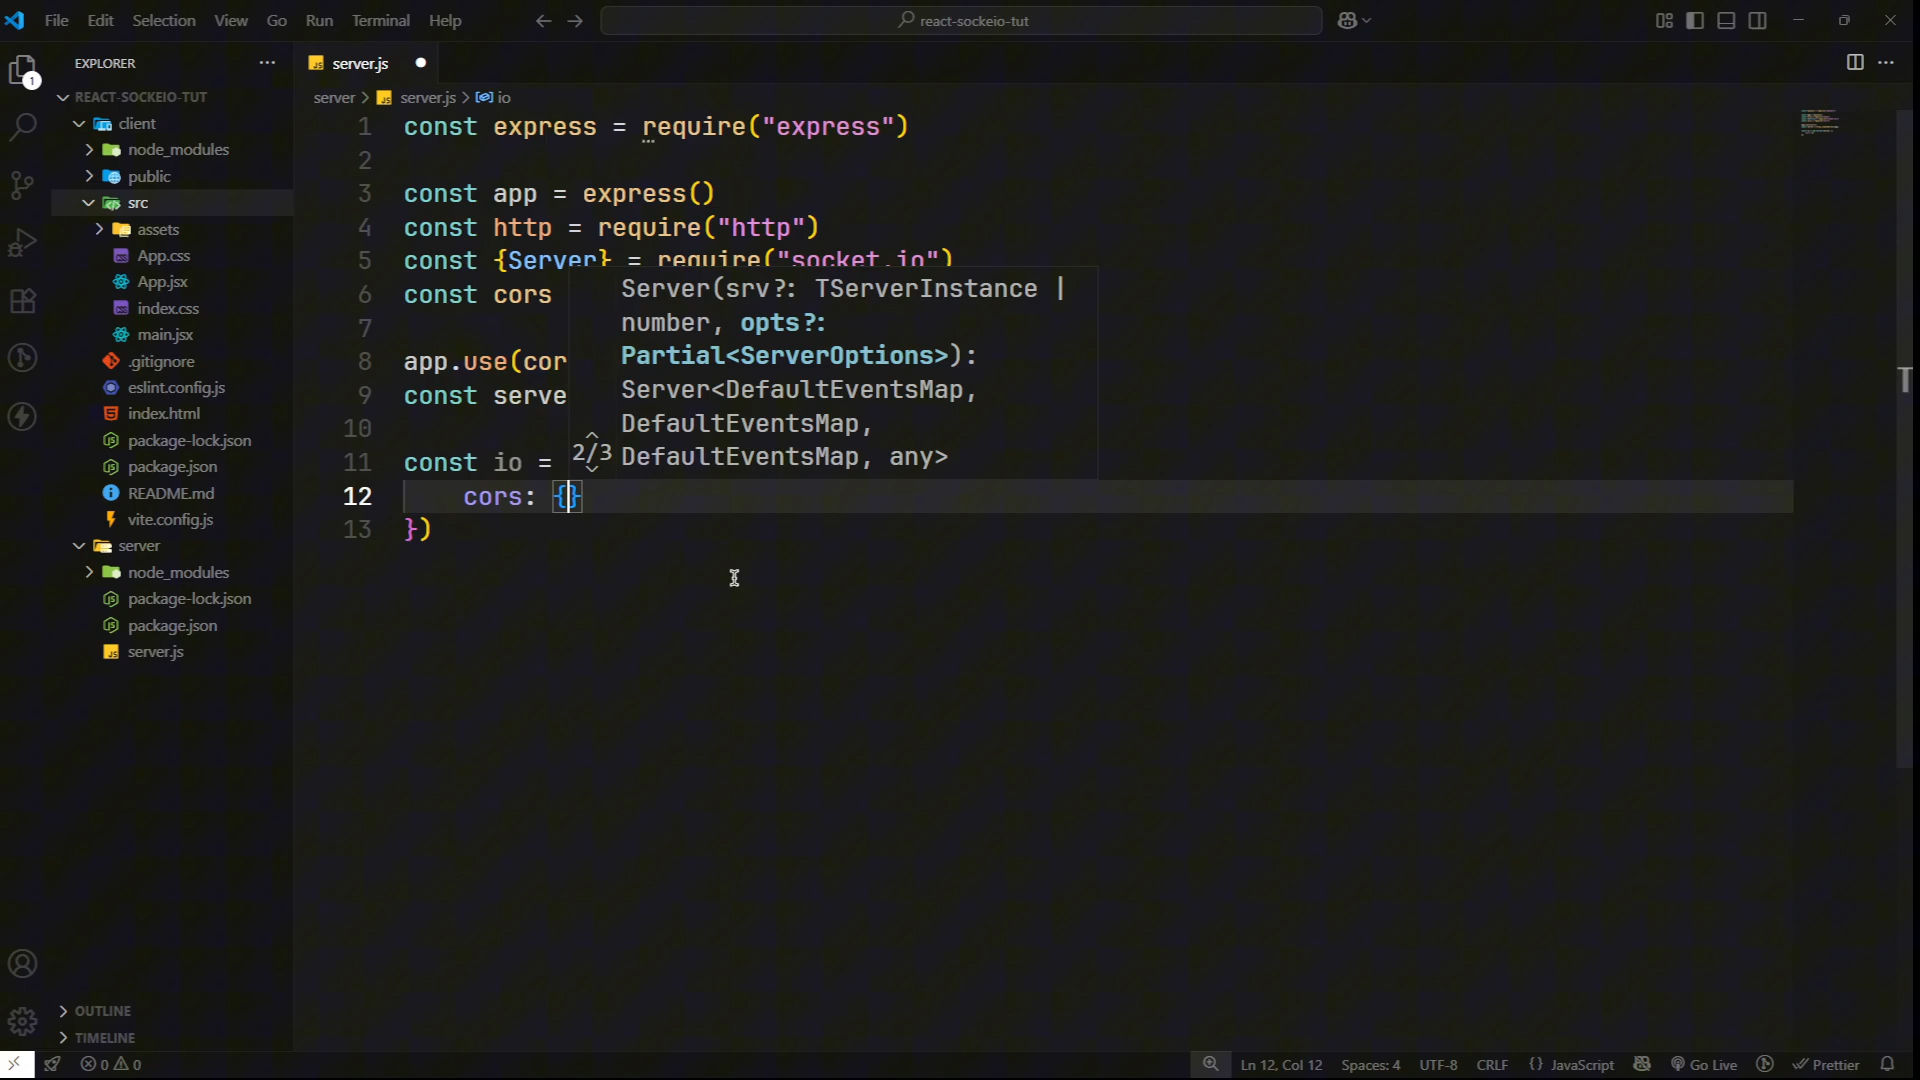 File Edit Selection View Go Run Terminal Help
react-sockeio-tut
EXPLORER
1
REACT-SOCKEIO-TUT
client
node_modules
public
src
assets
App.css
App.jsx
index.css
main.jsx
.gitignore
eslint.config.js
index.html
package-lock.json
package.json
README.md
vite.config.js
server
node_modules
package-lock.json
package.json
server.js
OUTLINE
TIMELINE
server.js
server > server.js > io
1 const express = require("express")
2
3 const app = express()
4 const http = require("http")
5 const {Server} = require("socket.io")
6 const cors
7
8 app.use(cor
9 const serve
10
11 const io =
12 cors: {}
13 })
Server(srv?: TServerInstance |
number, opts?:
Partial<ServerOptions>):
Server<DefaultEventsMap,
DefaultEventsMap,
2/3 DefaultEventsMap, any>
0 0
Ln 12, Col 12 Spaces: 4 UTF-8 CRLF {} JavaScript Go Live Prettier